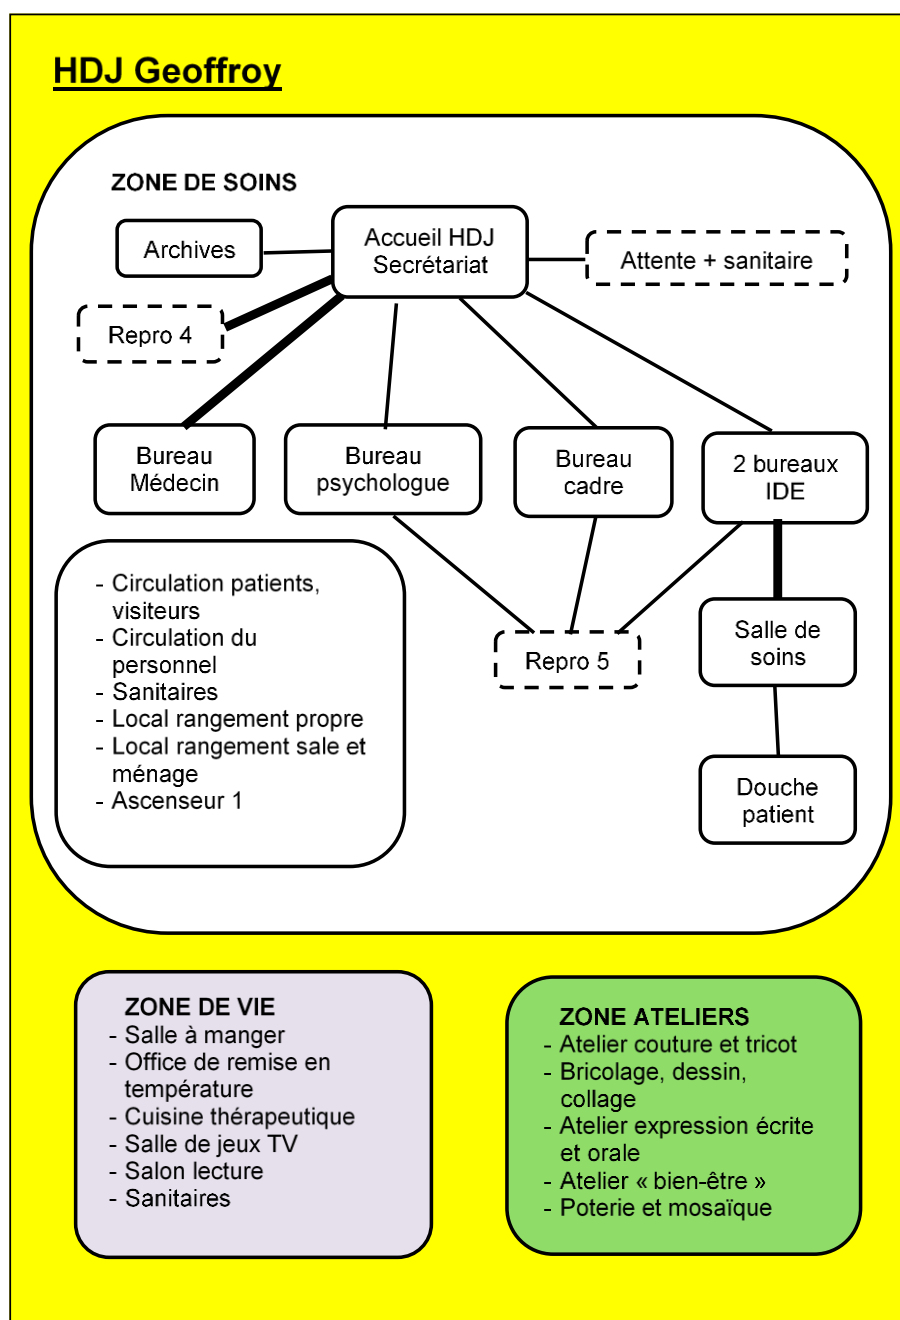 HDJ Geoffroy
ZONE DE SOINS
Archives
Accueil HDJ
Secrétariat
Attente + sanitaire
Repro 4
Bureau
Médecin
Bureau
psychologue
Bureau
cadre
2 bureaux
IDE
- Circulation patients,
visiteurs
- Circulation du
personnel
- Sanitaires
- Local rangement propre
- Local rangement sale et
ménage
- Ascenseur 1
Repro 5
Salle de
soins
Douche
patient
ZONE DE VIE
- Salle à manger
- Office de remise en
température
- Cuisine thérapeutique
- Salle de jeux TV
- Salon lecture
- Sanitaires
ZONE ATELIERS
- Atelier couture et tricot
- Bricolage, dessin,
collage
- Atelier expression écrite
et orale
- Atelier « bien-être »
- Poterie et mosaïque